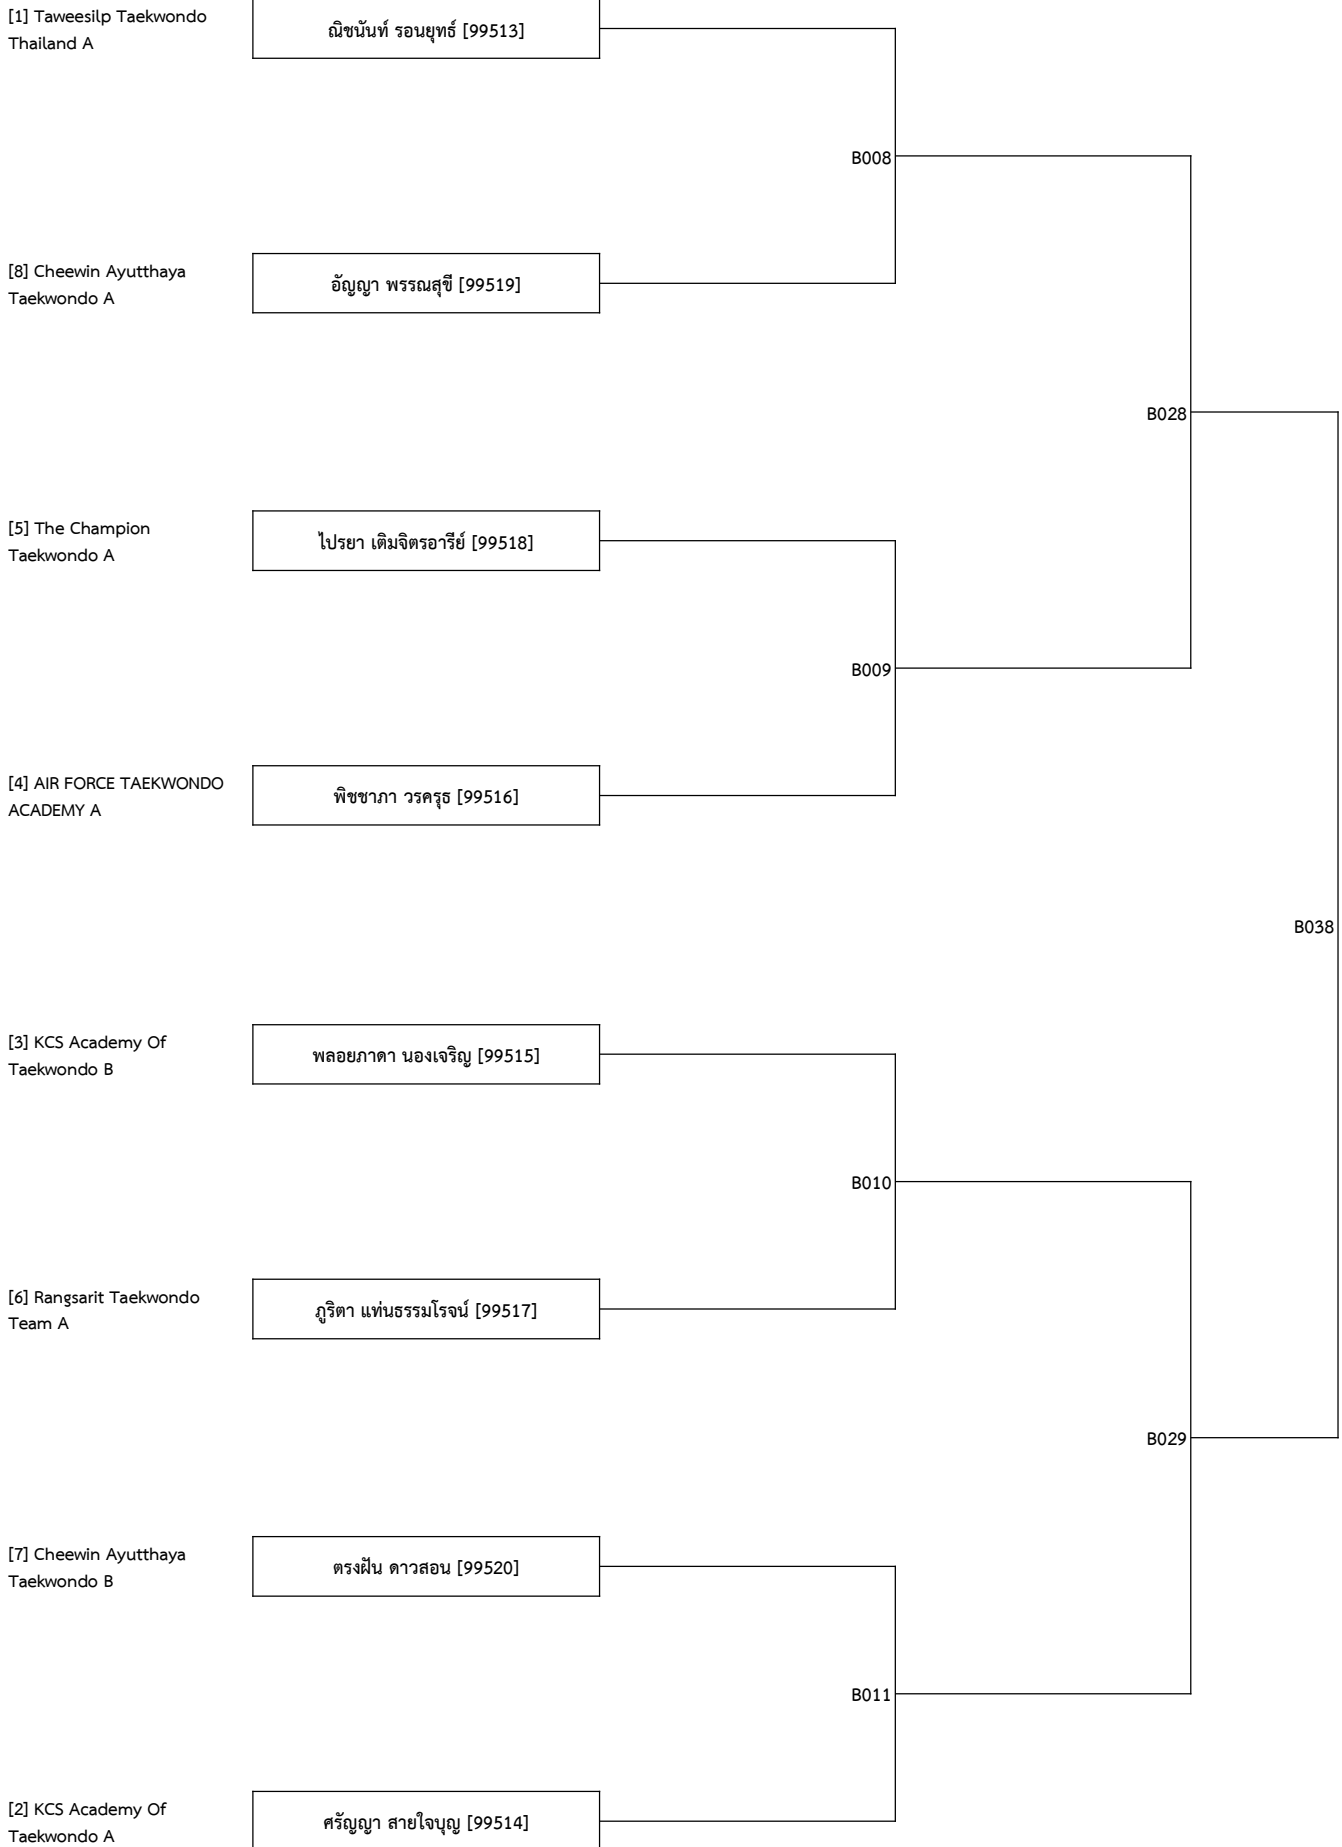 [1] Taweesilp Taekwondo
Thailand A
ณิชนันท์ รอนยุทธ์ [99513]
B008
[8] Cheewin Ayutthaya
Taekwondo A
อัญญา พรรณสุขี [99519]
B028
[5] The Champion
Taekwondo A
ไปรยา เติมจิตรอารีย์ [99518]
B009
[4] AIR FORCE TAEKWONDO
ACADEMY A
พิชชาภา วรครุธ [99516]
B038
[3] KCS Academy Of
Taekwondo B
พลอยภาดา นองเจริญ [99515]
B010
[6] Rangsarit Taekwondo
Team A
ภูริตา แท่นธรรมโรจน์ [99517]
B029
[7] Cheewin Ayutthaya
Taekwondo B
ตรงฝัน ดาวสอน [99520]
B011
[2] KCS Academy Of
Taekwondo A
ศรัญญา สายใจบุญ [99514]